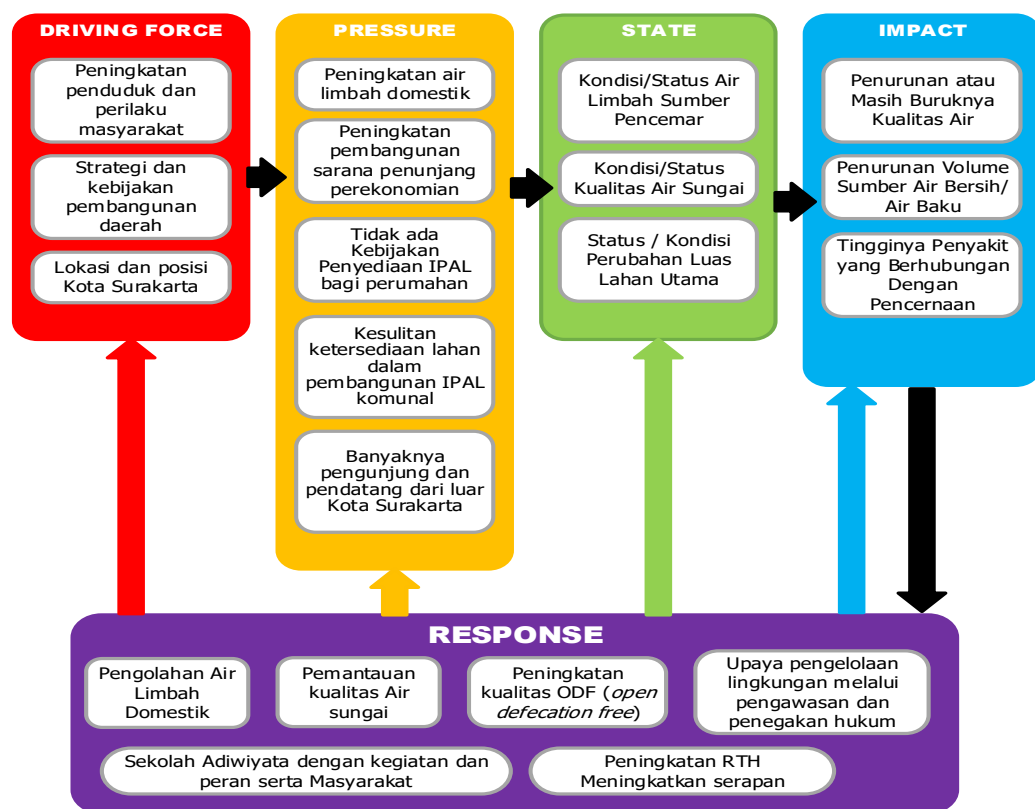 DRIVING FORCE
Peningkatan
penduduk dan
perilaku
masyarakat
Strategi dan
kebijakan
pembangunan
daerah
Lokasi dan posisi
Kota Surakarta
PRESSURE
Peningkatan air
limbah domestik
Peningkatan
pembangunan
sarana penunjang
perekonomian
Tidak ada
Kebijakan
Penyediaan IPAL
bagi perumahan
Kesulitan
ketersediaan lahan
dalam
pembangunan IPAL
komunal
Banyaknya
pengunjung dan
pendatang dari luar
Kota Surakarta
STATE
Kondisi/Status Air
Limbah Sumber
Pencemar
Kondisi/Status
Kualitas Air Sungai
Status / Kondisi
Perubahan Luas
Lahan Utama
IMPACT
Penurunan atau
Masih Buruknya
Kualitas Air
Penurunan Volume
Sumber Air Bersih/
Air Baku
Tingginya Penyakit
yang Berhubungan
Dengan
Pencernaan
RESPONSE
Pengolahan Air
Limbah
Domestik
Pemantauan
kualitas Air
sungai
Peningkatan
kualitas ODF (open
defecation free)
Upaya pengelolaan
lingkungan melalui
pengawasan dan
penegakan hukum
Sekolah Adiwiyata dengan kegiatan dan
peran serta Masyarakat
Peningkatan RTH
Meningkatkan serapan